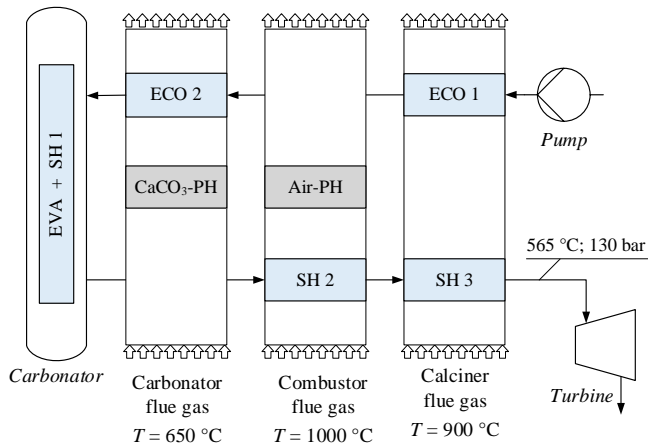 ECO 2
ECO 1
Pump
EVA + SH 1
CaCO₃-PH
Air-PH
565 °C; 130 bar
SH 2
SH 3
Carbonator
Turbine
Carbonator
flue gas
T = 650 °C
Combustor
flue gas
T = 1000 °C
Calciner
flue gas
T = 900 °C